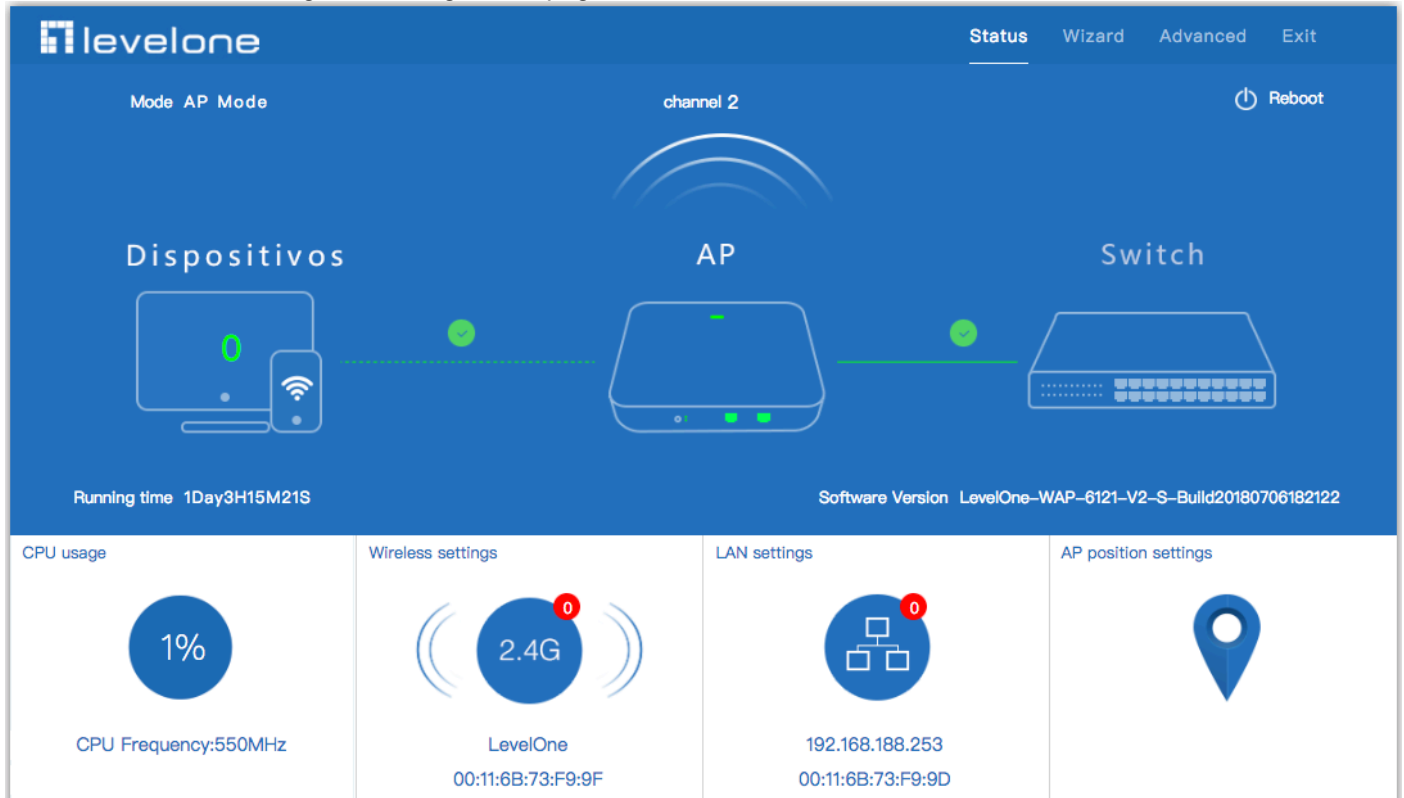 levelone
Status Wizard Advanced Exit
Mode AP Mode channel 2 Reboot
Dispositivos AP Switch
0
Running time 1Day3H15M21S Software Version LevelOne-WAP-6121-V2-S-Build20180706182122
CPU usage Wireless settings LAN settings AP position settings
0 0
1% 2.4G
CPU Frequency:550MHz LevelOne 192.168.188.253
00:11:6B:73:F9:9F 00:11:6B:73:F9:9D